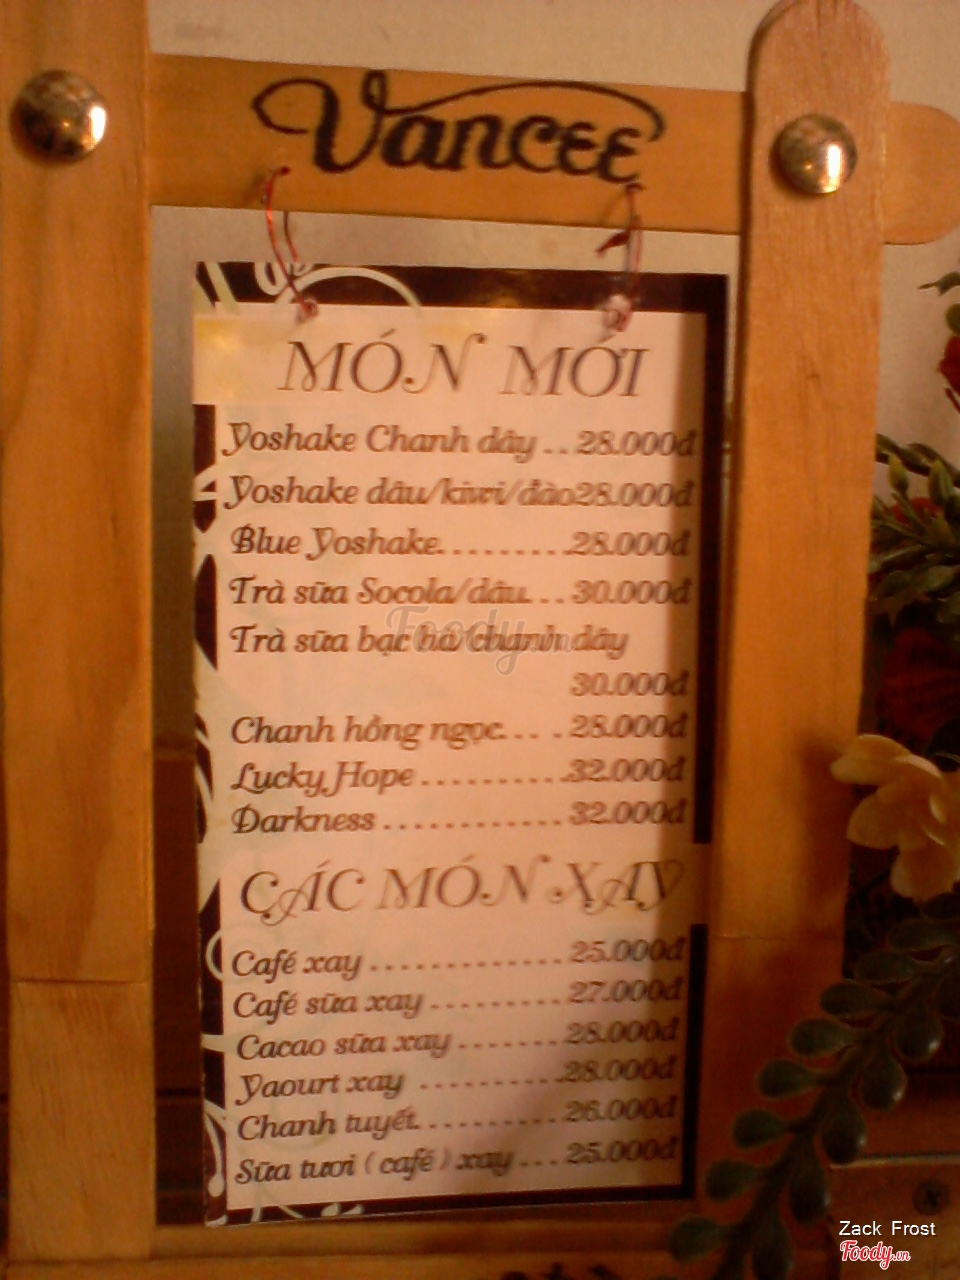 Vancee
MÓN MỚI
Yoshake Chanh dây ... 28.000đ
Yoshake dâu/kiwi/đào 28.000đ
Blue Yoshake.......... 28.000đ
Trà sữa Socola/dâu... 30.000đ
Trà sữa bạc hà/chanh dây
30.000đ
Chanh hồng ngọc.... 28.000đ
Lucky Hope........... 32.000đ
Darkness............. 32.000đ
CÁC MÓN XAY
Café xay.............. 25.000đ
Café sữa xay.......... 27.000đ
Cacao sữa xay........ 28.000đ
Yaourt xay........... 28.000đ
Chanh tuyết........... 26.000đ
Sữa tươi (café) xay.... 25.000đ
Foody.vn
Zack Frost
Foody.vn